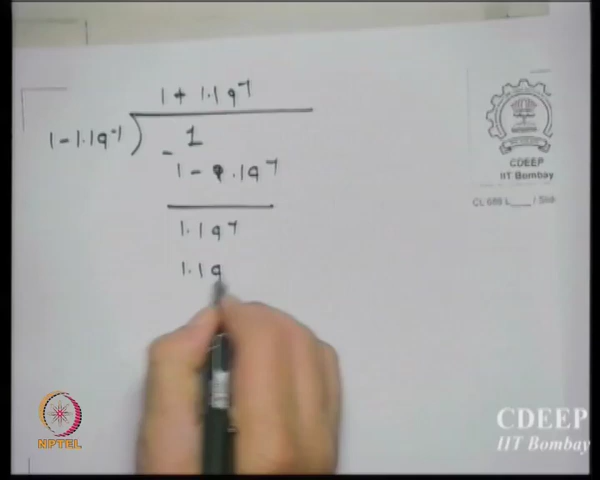 1 + 1.1q⁻¹
1 - 1.1q⁻¹ ) 1
- 1 - 1.1q⁻¹
1.1q⁻¹
1.1q
CDEEP
IIT Bombay
CL 686 L____ / Slide
NPTEL
CDEEP
IIT Bombay